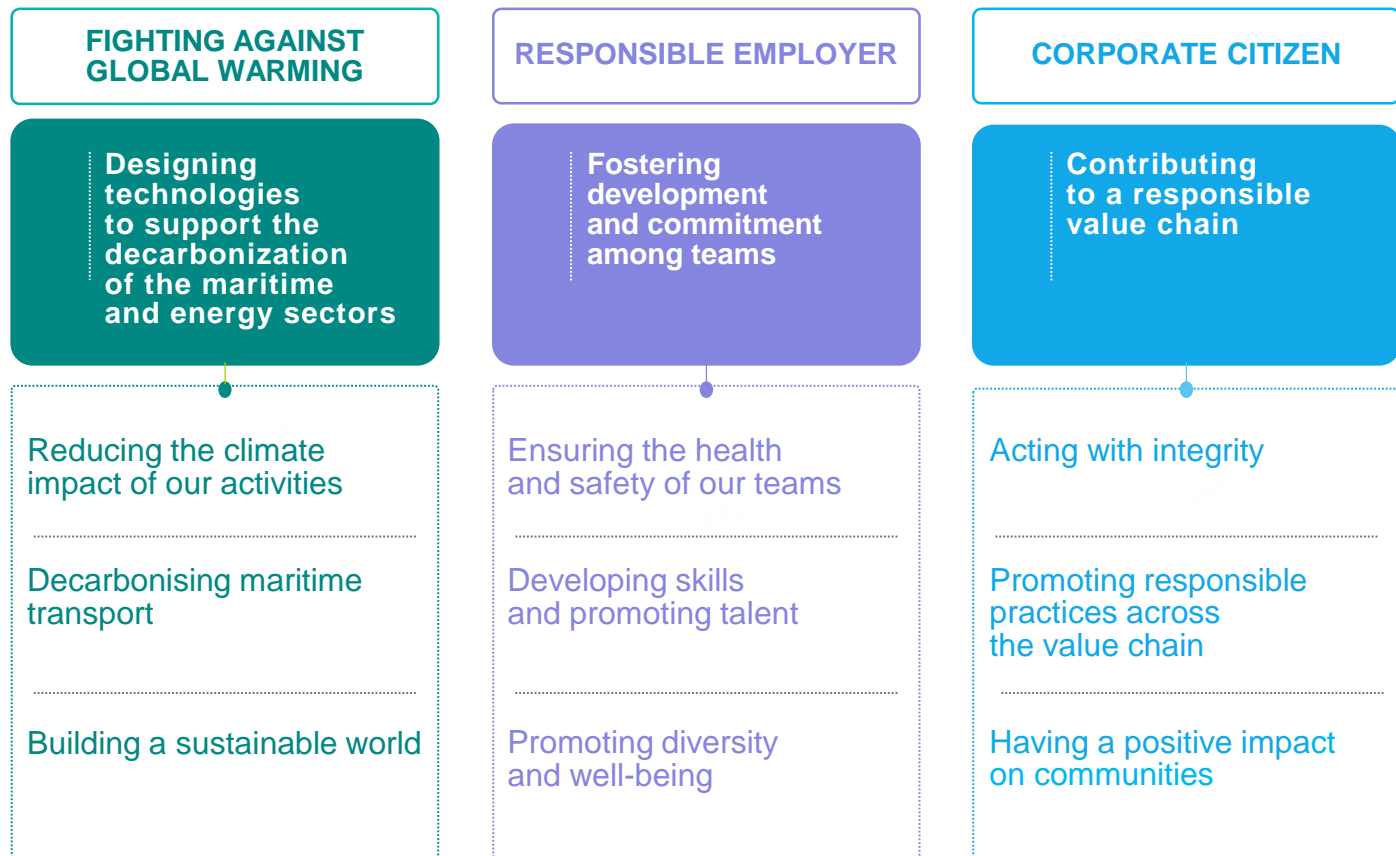 FIGHTING AGAINST
GLOBAL WARMING
Designing
technologies
to support the
decarbonization
of the maritime
and energy sectors
Reducing the climate
impact of our activities
Decarbonising maritime
transport
Building a sustainable world
RESPONSIBLE EMPLOYER
Fostering
development
and commitment
among teams
Ensuring the health
and safety of our teams
Developing skills
and promoting talent
Promoting diversity
and well-being
CORPORATE CITIZEN
Contributing
to a responsible
value chain
Acting with integrity
Promoting responsible
practices across
the value chain
Having a positive impact
on communities